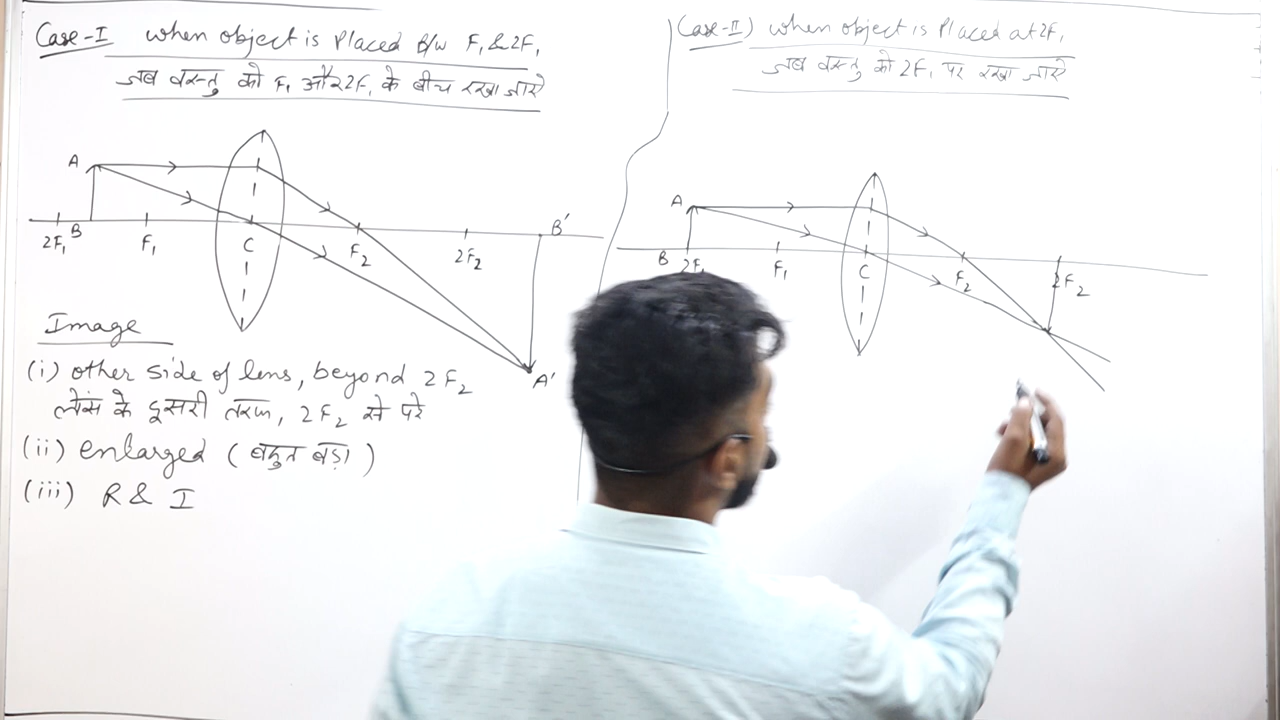 Case-I when object is Placed B/w F₁ & 2F₁
जब वस्तु को F₁ और 2F₁ के बीच रखा जाये
A
2F₁ B F₁ C F₂ 2F₂ B'
A'
Image
(i) other side of lens, beyond 2F₂
लेंस के दूसरी तरफ, 2F₂ से परे
(ii) enlarged (बहुत बड़ा)
(iii) R & I
Case-II) when object is Placed at 2F₁
जब वस्तु को 2F₁ पर रखा जाये
A
B 2F₁ F₁ C F₂ 2F₂